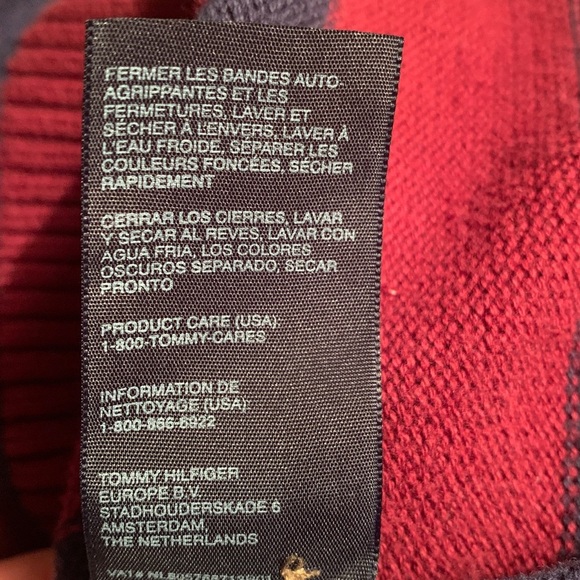 FERMER LES BANDES AUTO-
AGRIPPANTES ET LES
FERMETURES, LAVER ET
SÉCHER À L'ENVERS, LAVER À
L'EAU FROIDE, SÉPARER LES
COULEURS FONCÉES, SÉCHER
RAPIDEMENT
CERRAR LOS CIERRES, LAVAR
Y SECAR AL REVES, LAVAR CON
AGUA FRIA, LOS COLORES
OSCUROS SEPARADO, SECAR
PRONTO
PRODUCT CARE (USA):
1-800-TOMMY-CARES
INFORMATION DE
NETTOYAGE (USA):
1-800-866-6922
TOMMY HILFIGER
EUROPE B.V.
STADHOUDERSKADE 6
AMSTERDAM,
THE NETHERLANDS